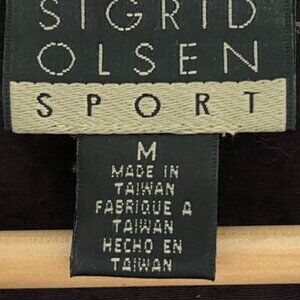 SIGRID
OLSEN
SPORT
M
MADE IN
TAIWAN
FABRIQUE A
TAIWAN
HECHO EN
TAIWAN